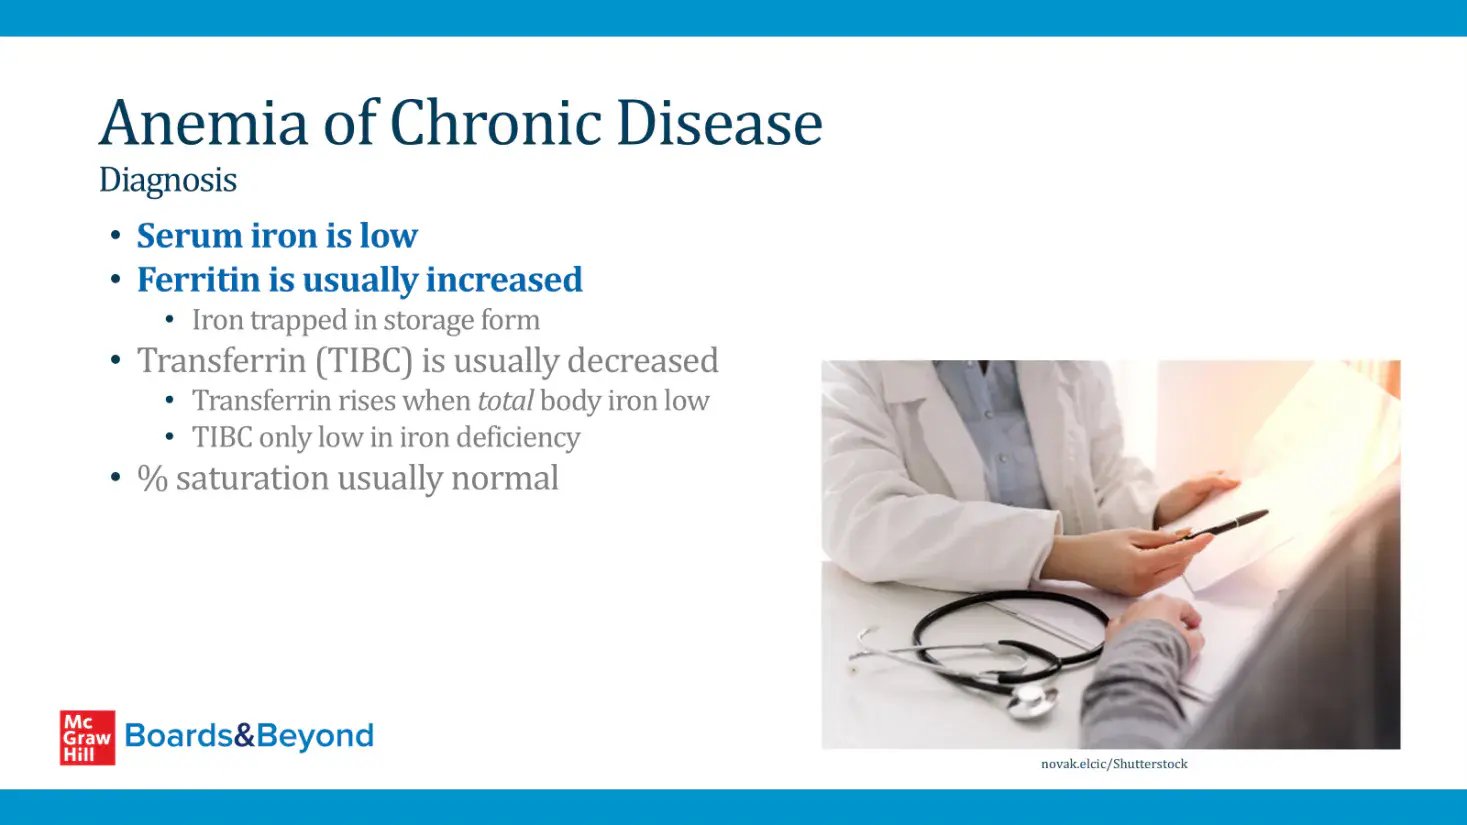 Anemia of Chronic Disease
Diagnosis
• Serum iron is low
• Ferritin is usually increased
• Iron trapped in storage form
• Transferrin (TIBC) is usually decreased
• Transferrin rises when total body iron low
• TIBC only low in iron deficiency
• % saturation usually normal
Mc
Graw
Hill
Boards&Beyond
novak.elcic/Shutterstock